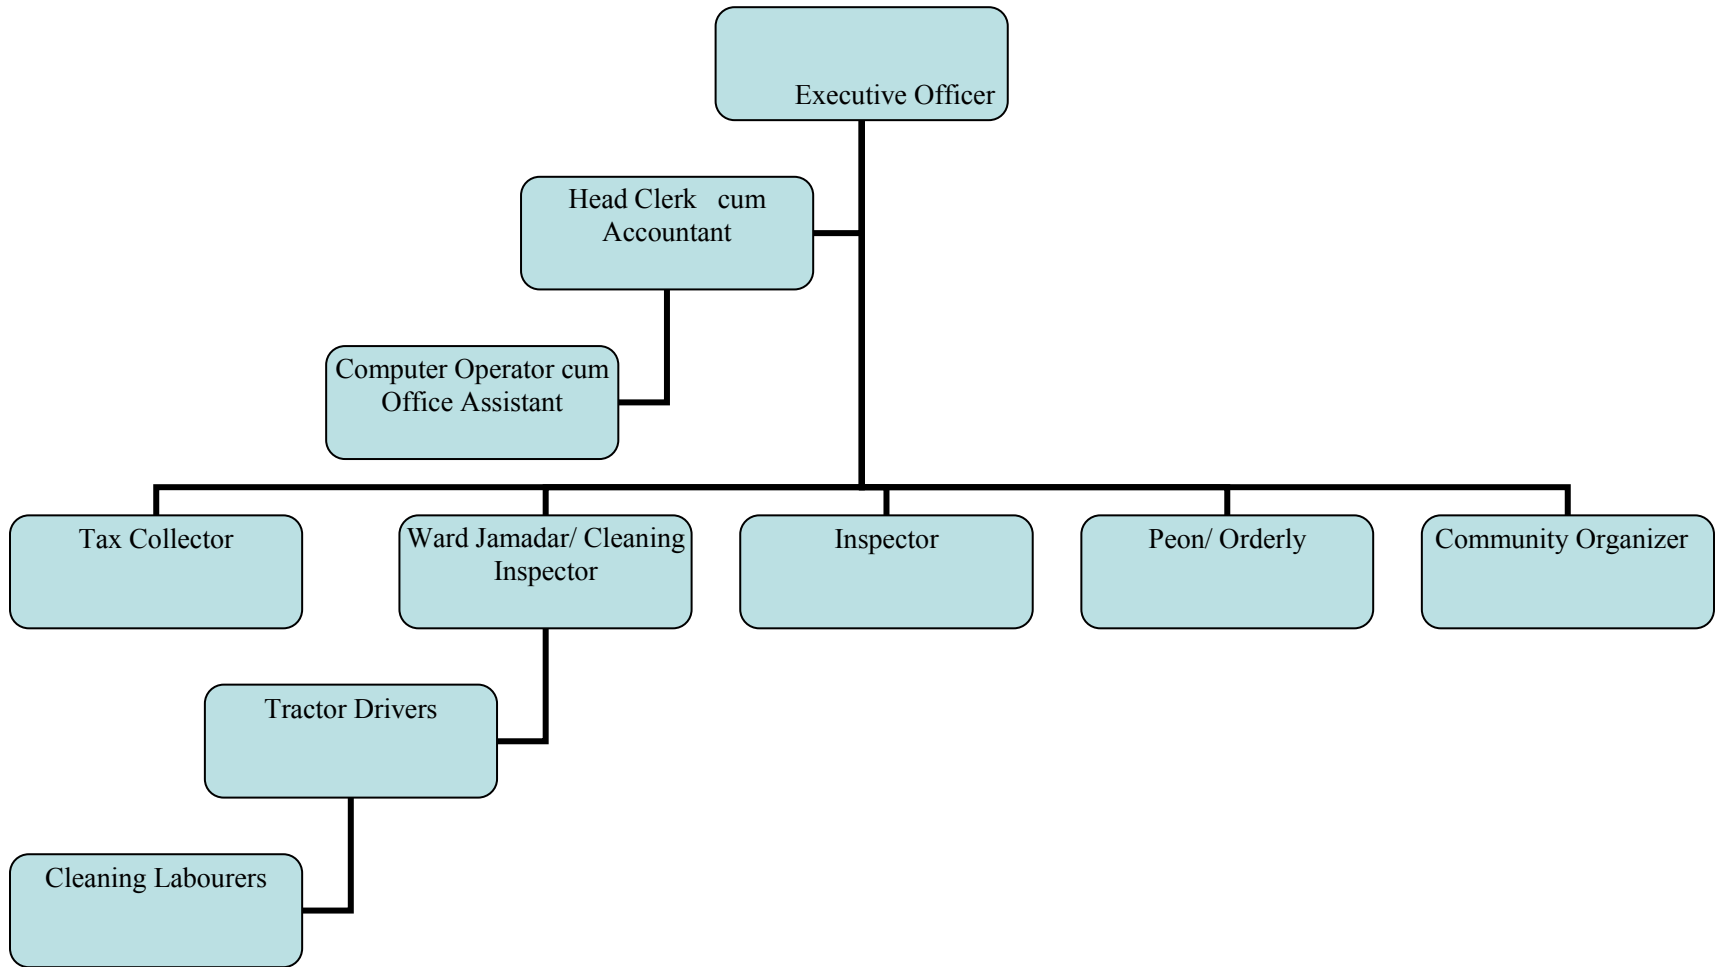 Executive Officer
Head Clerk cum
Accountant
Computer Operator cum
Office Assistant
Tax Collector
Ward Jamadar/ Cleaning
Inspector
Inspector
Peon/ Orderly
Community Organizer
Tractor Drivers
Cleaning Labourers